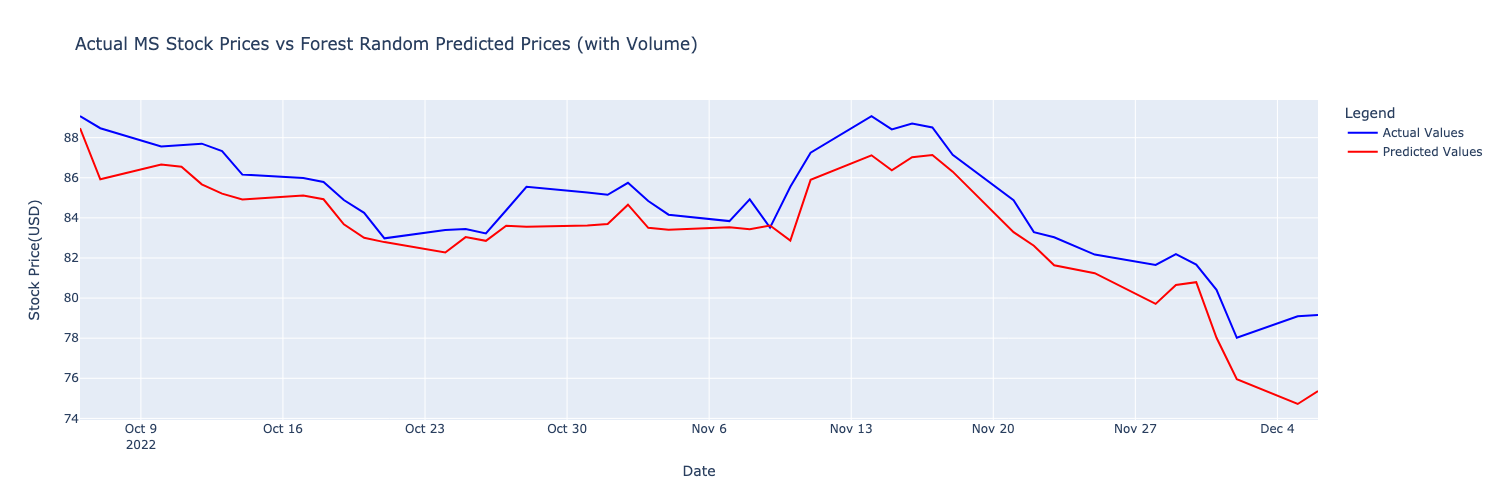 Actual MS Stock Prices vs Forest Random Predicted Prices (with Volume)
Legend
Actual Values
Predicted Values
Stock Price(USD)
88
86
84
82
80
78
76
74
Oct 9
2022
Oct 16
Oct 23
Oct 30
Nov 6
Nov 13
Nov 20
Nov 27
Dec 4
Date